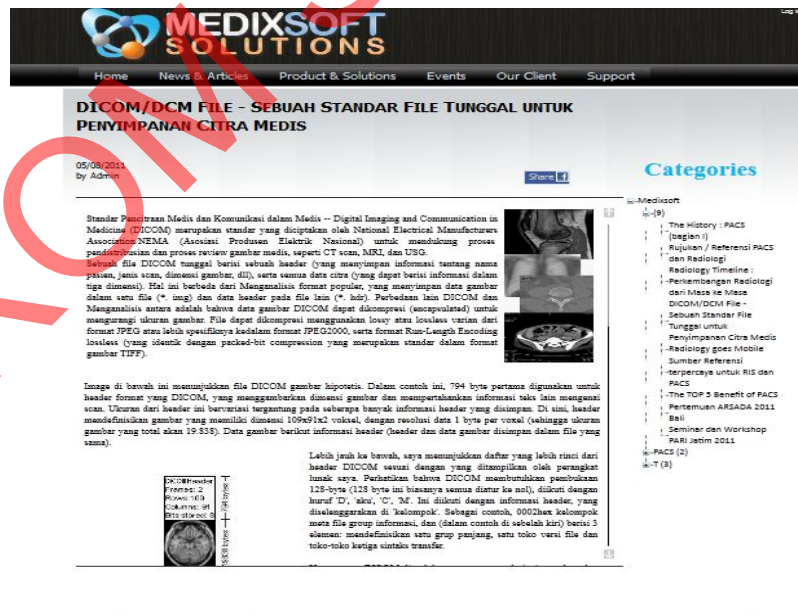 Log in
MEDIXSOFT
SOLUTIONS
Home News & Articles Product & Solutions Events Our Client Support
DICOM/DCM FILE - SEBUAH STANDAR FILE TUNGGAL UNTUK
PENYIMPANAN CITRA MEDIS
05/08/2011
by Admin
Share
Standar Pencitraan Medis dan Komunikasi dalam Medis -- Digital Imaging and Communication in
Medicine (DICOM) merupakan standar yang diciptakan oleh National Elektrical Manufacturers
Association NEMA (Asosiasi Produsen Elektrik Nasional) untuk mendukung proses
pendistribusian dan proses review gambar medis, seperti CT scan, MRI, dan USG.
Sebuah file DICOM tunggal berisi sebuah header (yang menyimpan informasi tentang nama
pasien, jenis scan, dimensi gambar, dll), serta semua data citra (yang dapat berisi informasi dalam
tiga dimensi). Hal ini berbeda dari Menganalisis format populer, yang menyimpan data gambar
dalam satu file (*. img) dan data header pada file lain (*. hdr). Perbedaan lain DICOM dan
Menganalisis antara adalah bahwa data gambar DICOM dapat dikompresi (encapsulated) untuk
mengurangi ukuran gambar. File dapat dikompresi menggunakan lossy atau lossless varian dari
format JPEG atau lebih spesifiknya kedalam format JPEG2000, serta format Run-Length Encoding
lossless (yang identik dengan packed-bit compression yang merupakan standar dalam format
gambar TIFF).
Image di bawah ini menunjukkan file DICOM gambar hipotetis. Dalam contoh ini, 794 byte pertama digunakan untuk
header format yang DICOM, yang menggambarkan dimensi gambar dan mempertahankan informasi teks lain mengenai
scan. Ukuran dari header ini bervariasi tergantung pada seberapa banyak informasi header yang disimpan. Di sini, header
mendefinisikan gambar yang memiliki dimensi 109x91x2 voksel, dengan resolusi data 1 byte per voxel (sehingga ukuran
gambar yang total akan 19.838). Data gambar berikut informasi header (header dan data gambar disimpan dalam file yang
sama).
Lebih jauh ke bawah, saya menunjukkan daftar yang lebih rinci dari
header DICOM sesuai dengan yang ditampilkan oleh perangkat
lunak saya. Perhatikan bahwa DICOM membutuhkan pembukaan
128-byte (128 byte ini biasanya semua diatur ke nol), diikuti dengan
huruf 'D', 'aku', 'C', 'M'. Ini diikuti dengan informasi header, yang
diselenggarakan di 'kelompok'. Sebagai contoh, 0002hex kelompok
meta file group informasi, dan (dalam contoh di sebelah kiri) berisi 3
elemen: mendefinisikan satu grup panjang, satu toko versi file dan
toko-toko ketiga sintaks transfer.
DICOM Header
Frames: 2
Rows: 109
Columns: 91
Bits stored: 8
794 bytes
19838 bytes
Categories
Medixsoft
(9)
The History : PACS
(bagian I)
Rujukan / Referensi PACS
dan Radiologi
Radiology Timeline :
Perkembangan Radiologi
dari Masa ke Masa
DICOM/DCM File -
Sebuah Standar File
Tunggal untuk
Penyimpanan Citra Medis
Radiology goes Mobile
Sumber Referensi
terpercaya untuk RIS dan
PACS
The TOP 5 Benefit of PACS
Pertemuan ARSADA 2011
Bali
Seminar dan Workshop
PARI Jatim 2011
PACS (2)
T (3)